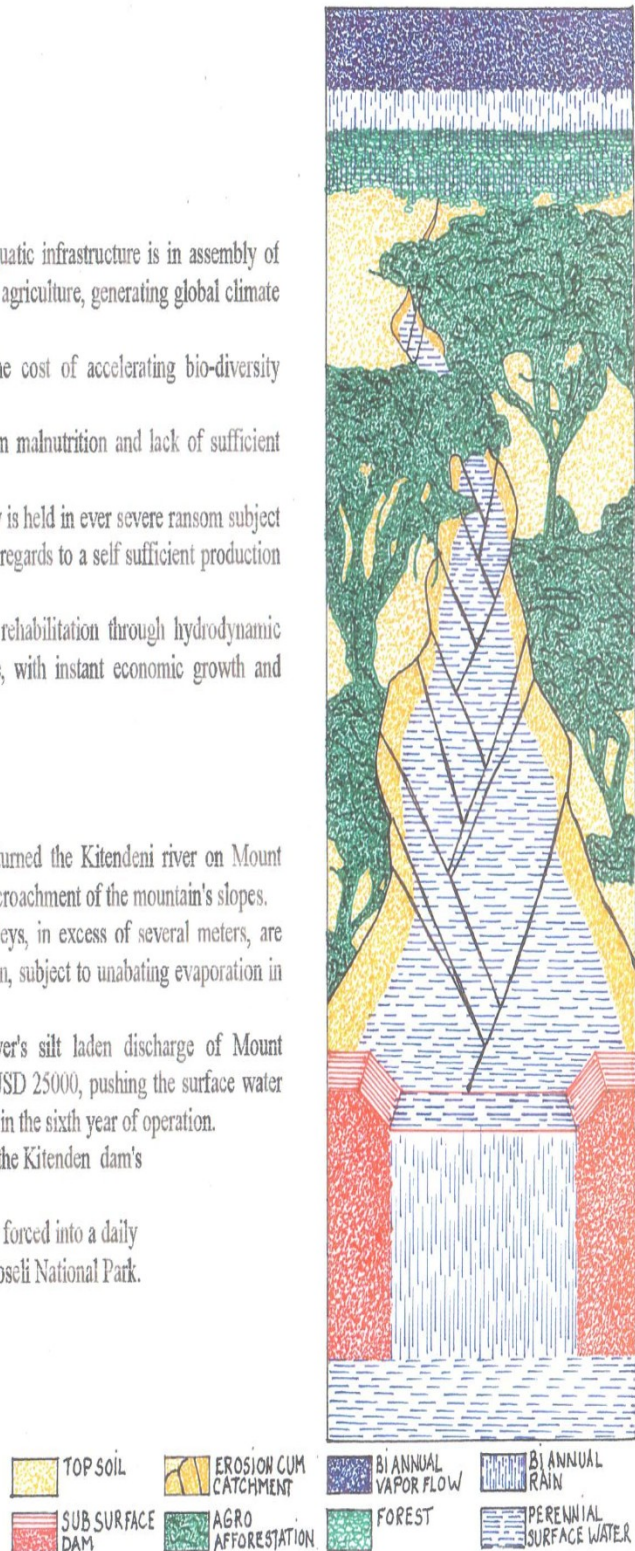 uatic infrastructure is in assembly of
agriculture, generating global climate
ne cost of accelerating bio-diversity
m malnutrition and lack of sufficient
y is held in ever severe ransom subject
regards to a self sufficient production
rehabilitation through hydrodynamic
e, with instant economic growth and
urned the Kitendeni river on Mount
croachment of the mountain's slopes.
eys, in excess of several meters, are
n, subject to unabating evaporation in
ver's silt laden discharge of Mount
USD 25000, pushing the surface water
in the sixth year of operation.
the Kitenden dam's
forced into a daily
oseli National Park.
TOP SOIL
EROSION CUM
CATCHMENT
BI ANNUAL
VAPOR FLOW
BI ANNUAL
RAIN
SUB SURFACE
DAM
AGRO
AFFORESTATION
FOREST
PERENNIAL
SURFACE WATER